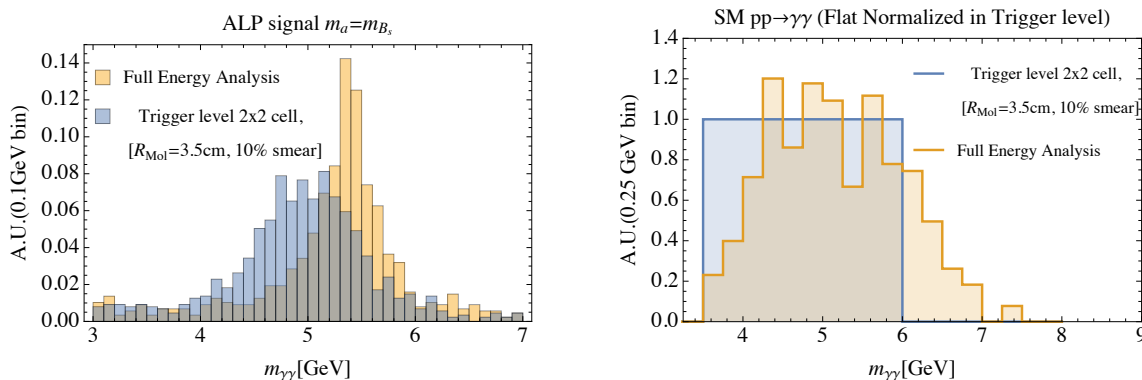 ALP signal m_a=m_{B_s}
Full Energy Analysis
Trigger level 2x2 cell,
[R_Mol=3.5cm, 10% smear]
A.U.(0.1GeV bin)
0.14
0.12
0.10
0.08
0.06
0.04
0.02
0.00
3 4 5 6 7
m_γγ[GeV]
SM pp→γγ (Flat Normalized in Trigger level)
Trigger level 2x2 cell,
[R_Mol=3.5cm, 10% smear]
Full Energy Analysis
A.U.(0.25 GeV bin)
1.4
1.2
1.0
0.8
0.6
0.4
0.2
0.0
4 5 6 7 8 9
m_γγ[GeV]